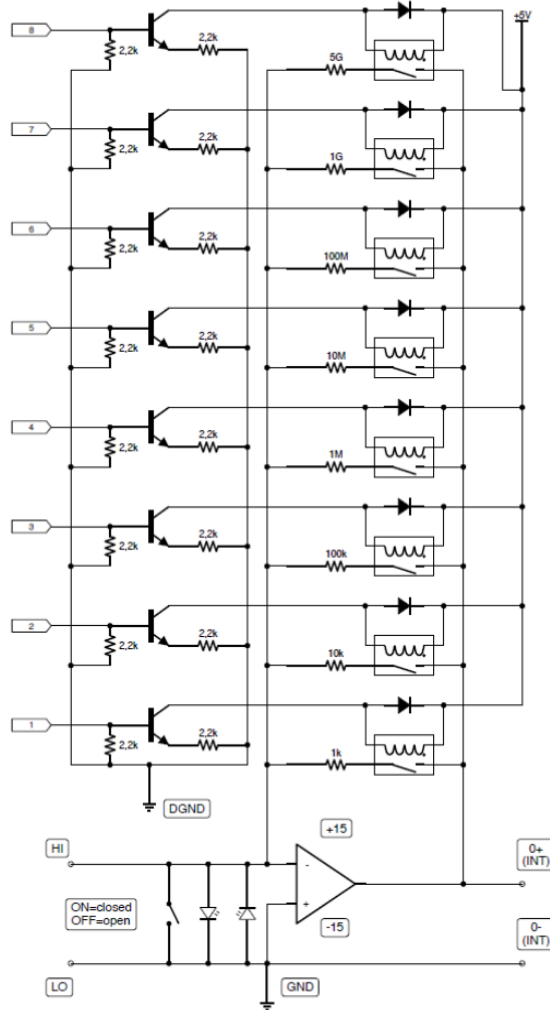 8
2,2k
2,2k
5G
+5V
7
2,2k
2,2k
1G
6
2,2k
2,2k
100M
5
2,2k
2,2k
10M
4
2,2k
2,2k
1M
3
2,2k
2,2k
100k
2
2,2k
2,2k
10k
1
2,2k
2,2k
1k
DGND
HI
+15
0+
(INT)
-
+
ON=closed
OFF=open
-15
0-
(INT)
LO
GND